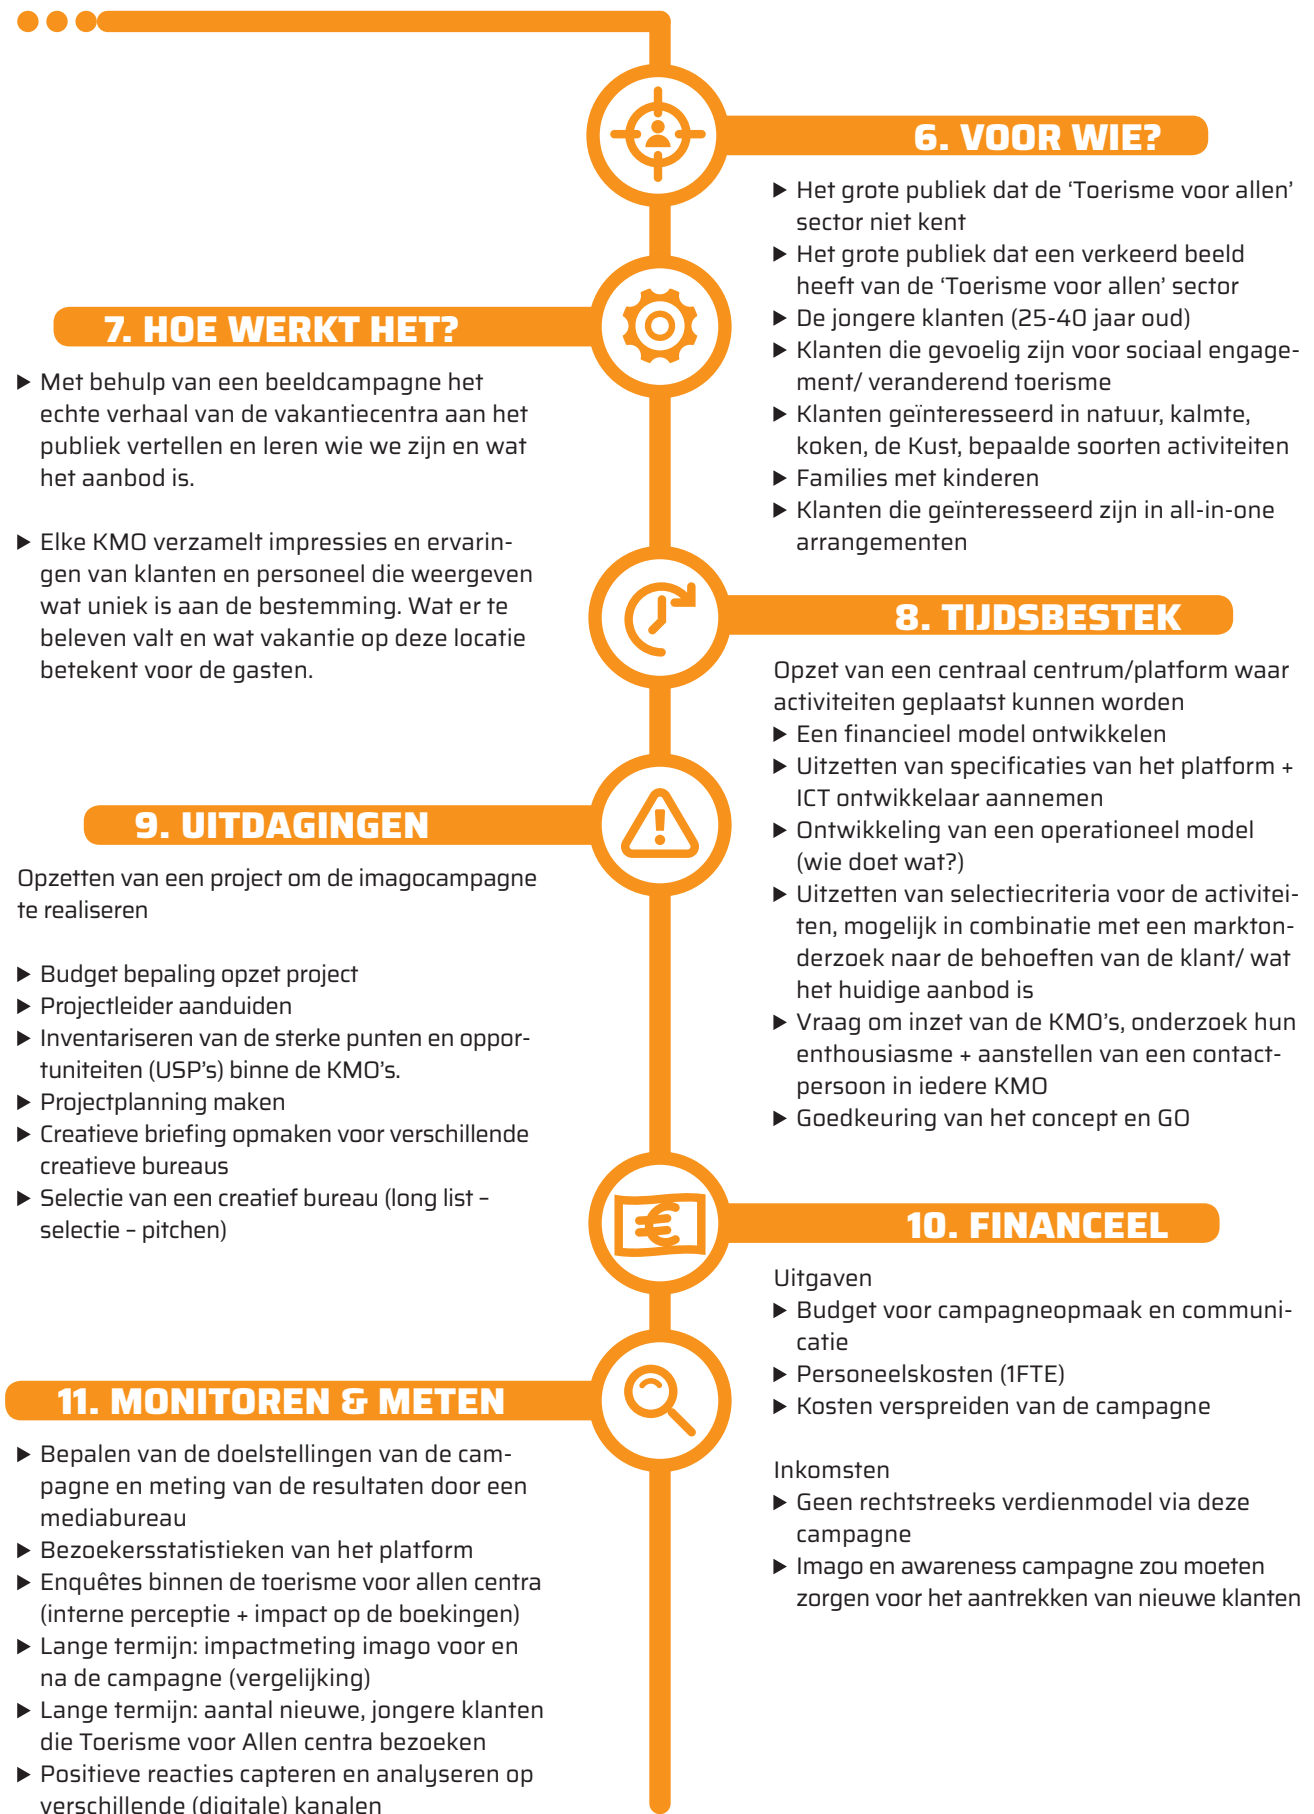 6. VOOR WIE?
▶ Het grote publiek dat de ‘Toerisme voor allen’
sector niet kent
▶ Het grote publiek dat een verkeerd beeld
heeft van de ‘Toerisme voor allen’ sector
▶ De jongere klanten (25-40 jaar oud)
▶ Klanten die gevoelig zijn voor sociaal engage-
ment/ veranderend toerisme
▶ Klanten geïnteresseerd in natuur, kalmte,
koken, de Kust, bepaalde soorten activiteiten
▶ Families met kinderen
▶ Klanten die geïnteresseerd zijn in all-in-one
arrangementen
7. HOE WERKT HET?
▶ Met behulp van een beeldcampagne het
echte verhaal van de vakantiecentra aan het
publiek vertellen en leren wie we zijn en wat
het aanbod is.
▶ Elke KMO verzamelt impressies en ervarin-
gen van klanten en personeel die weergeven
wat uniek is aan de bestemming. Wat er te
beleven valt en wat vakantie op deze locatie
betekent voor de gasten.
8. TIJDSBESTEK
Opzet van een centraal centrum/platform waar
activiteiten geplaatst kunnen worden
▶ Een financieel model ontwikkelen
▶ Uitzetten van specificaties van het platform +
ICT ontwikkelaar aannemen
▶ Ontwikkeling van een operationeel model
(wie doet wat?)
▶ Uitzetten van selectiecriteria voor de activitei-
ten, mogelijk in combinatie met een markton-
derzoek naar de behoeften van de klant/ wat
het huidige aanbod is
▶ Vraag om inzet van de KMO’s, onderzoek hun
enthousiasme + aanstellen van een contact-
persoon in iedere KMO
▶ Goedkeuring van het concept en GO
9. UITDAGINGEN
Opzetten van een project om de imagocampagne
te realiseren
▶ Budget bepaling opzet project
▶ Projectleider aanduiden
▶ Inventariseren van de sterke punten en oppor-
tuniteiten (USP’s) binne de KMO’s.
▶ Projectplanning maken
▶ Creatieve briefing opmaken voor verschillende
creatieve bureaus
▶ Selectie van een creatief bureau (long list –
selectie – pitchen)
10. FINANCEEL
Uitgaven
▶ Budget voor campagneopmaak en communi-
catie
▶ Personeelskosten (1FTE)
▶ Kosten verspreiden van de campagne
Inkomsten
▶ Geen rechtstreeks verdienmodel via deze
campagne
▶ Imago en awareness campagne zou moeten
zorgen voor het aantrekken van nieuwe klanten
11. MONITOREN & METEN
▶ Bepalen van de doelstellingen van de cam-
pagne en meting van de resultaten door een
mediabureau
▶ Bezoekersstatistieken van het platform
▶ Enquêtes binnen de toerisme voor allen centra
(interne perceptie + impact op de boekingen)
▶ Lange termijn: impactmeting imago voor en
na de campagne (vergelijking)
▶ Lange termijn: aantal nieuwe, jongere klanten
die Toerisme voor Allen centra bezoeken
▶ Positieve reacties capteren en analyseren op
verschillende (digitale) kanalen